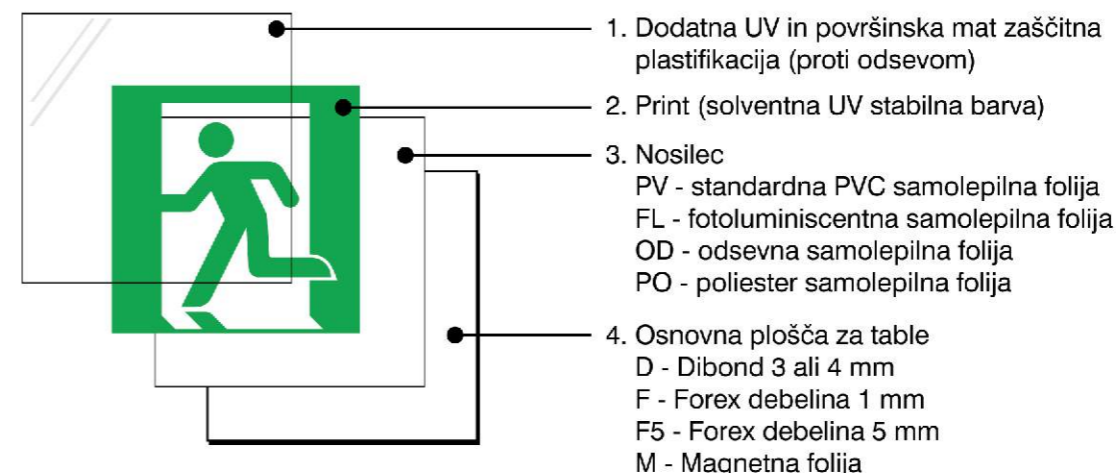 1. Dodatna UV in površinska mat zaščitna
plastifikacija (proti odsevom)
2. Print (solventna UV stabilna barva)
3. Nosilec
PV - standardna PVC samolepilna folija
FL - fotoluminiscentna samolepilna folija
OD - odsevna samolepilna folija
PO - poliester samolepilna folija
4. Osnovna plošča za table
D - Dibond 3 ali 4 mm
F - Forex debelina 1 mm
F5 - Forex debelina 5 mm
M - Magnetna folija